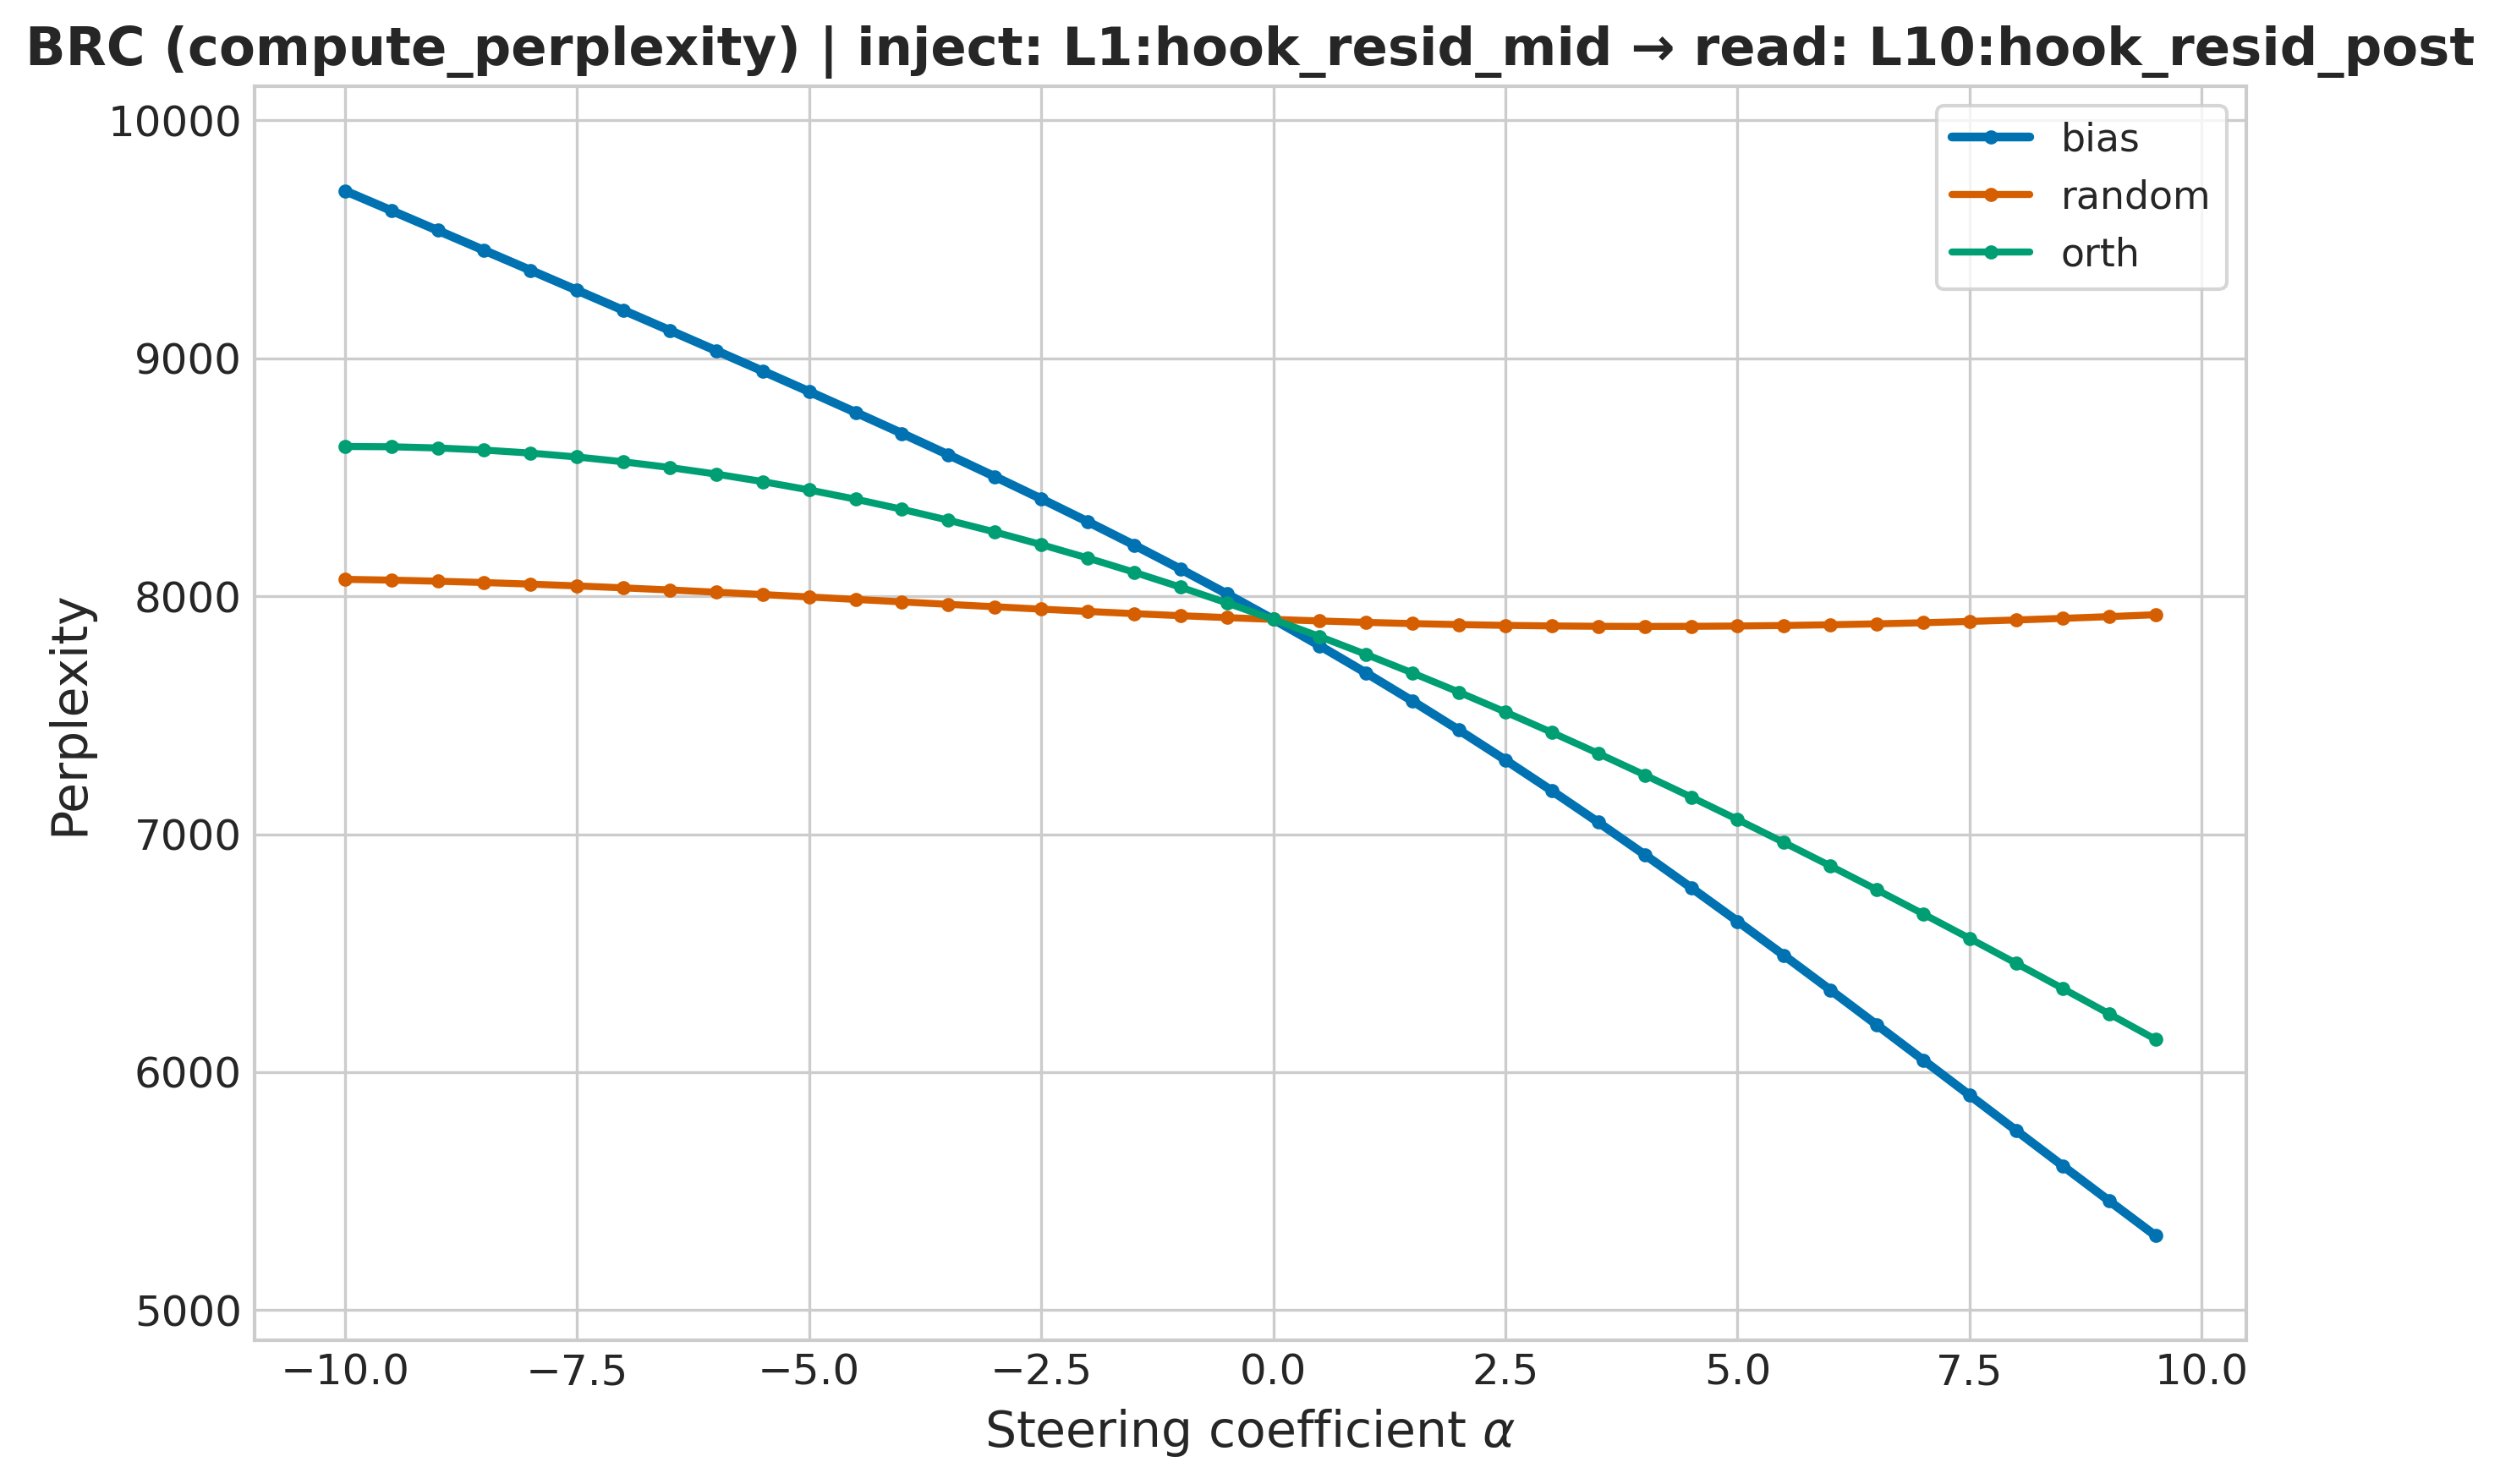 BRC (compute_perplexity) | inject: L1:hook_resid_mid → read: L10:hook_resid_post
bias
random
orth
Perplexity
10000
9000
8000
7000
6000
5000
−10.0 −7.5 −5.0 −2.5 0.0 2.5 5.0 7.5 10.0
Steering coefficient α